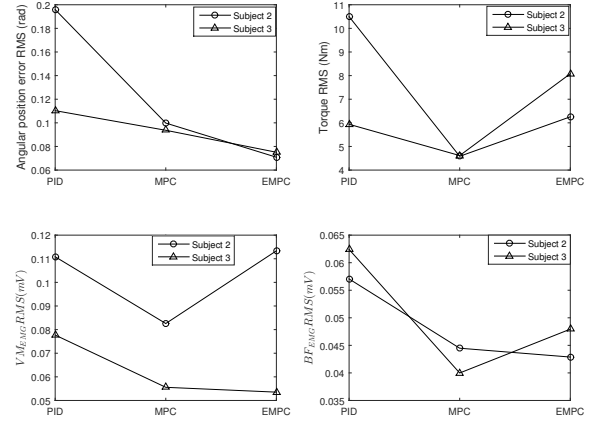 Angular position error RMS (rad)
0.2
0.18
0.16
0.14
0.12
0.1
0.08
0.06
PID
MPC
EMPC
Subject 2
Subject 3
Torque RMS (Nm)
11
10
9
8
7
6
5
4
PID
MPC
EMPC
Subject 2
Subject 3
VM_EMG RMS(mV)
0.12
0.11
0.1
0.09
0.08
0.07
0.06
0.05
PID
MPC
EMPC
Subject 2
Subject 3
BF_EMG RMS(mV)
0.065
0.06
0.055
0.05
0.045
0.04
0.035
PID
MPC
EMPC
Subject 2
Subject 3